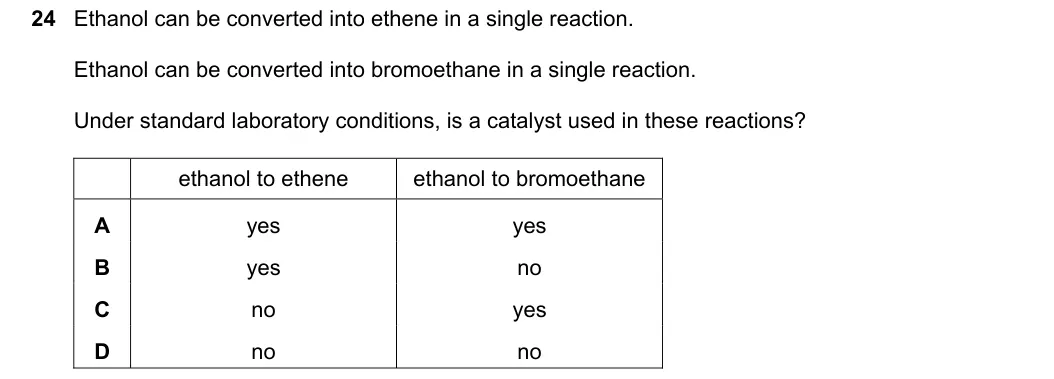 24 Ethanol can be converted into ethene in a single reaction.
Ethanol can be converted into bromoethane in a single reaction.
Under standard laboratory conditions, is a catalyst used in these reactions?
ethanol to ethene ethanol to bromoethane
A yes yes
B yes no
C no yes
D no no